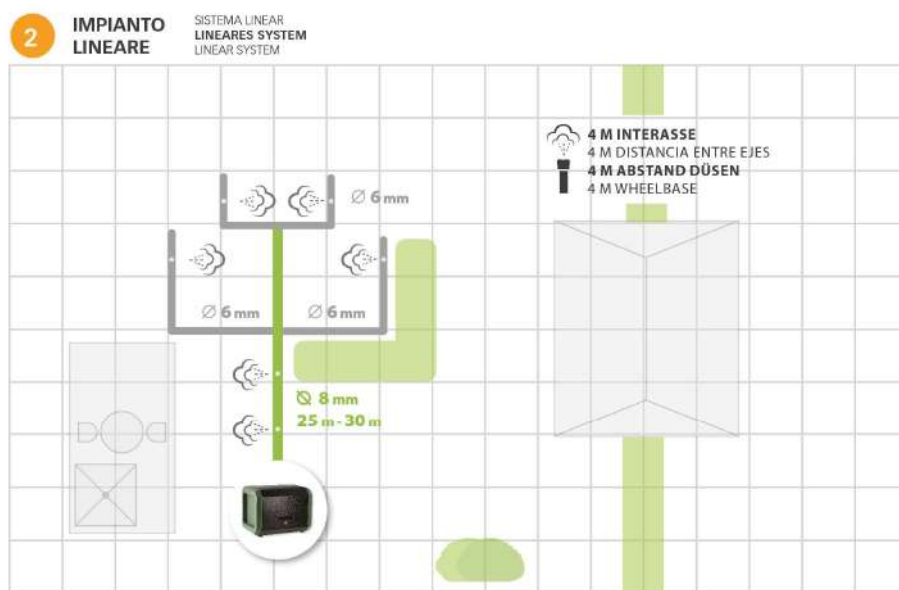 2
IMPIANTO
LINEARE
SISTEMA LINEAR
LINEARES SYSTEM
LINEAR SYSTEM
4 M INTERASSE
4 M DISTANCIA ENTRE EJES
4 M ABSTAND DÜSEN
4 M WHEELBASE
∅ 6 mm
∅ 6 mm
∅ 6 mm
∅ 8 mm
25 m - 30 m